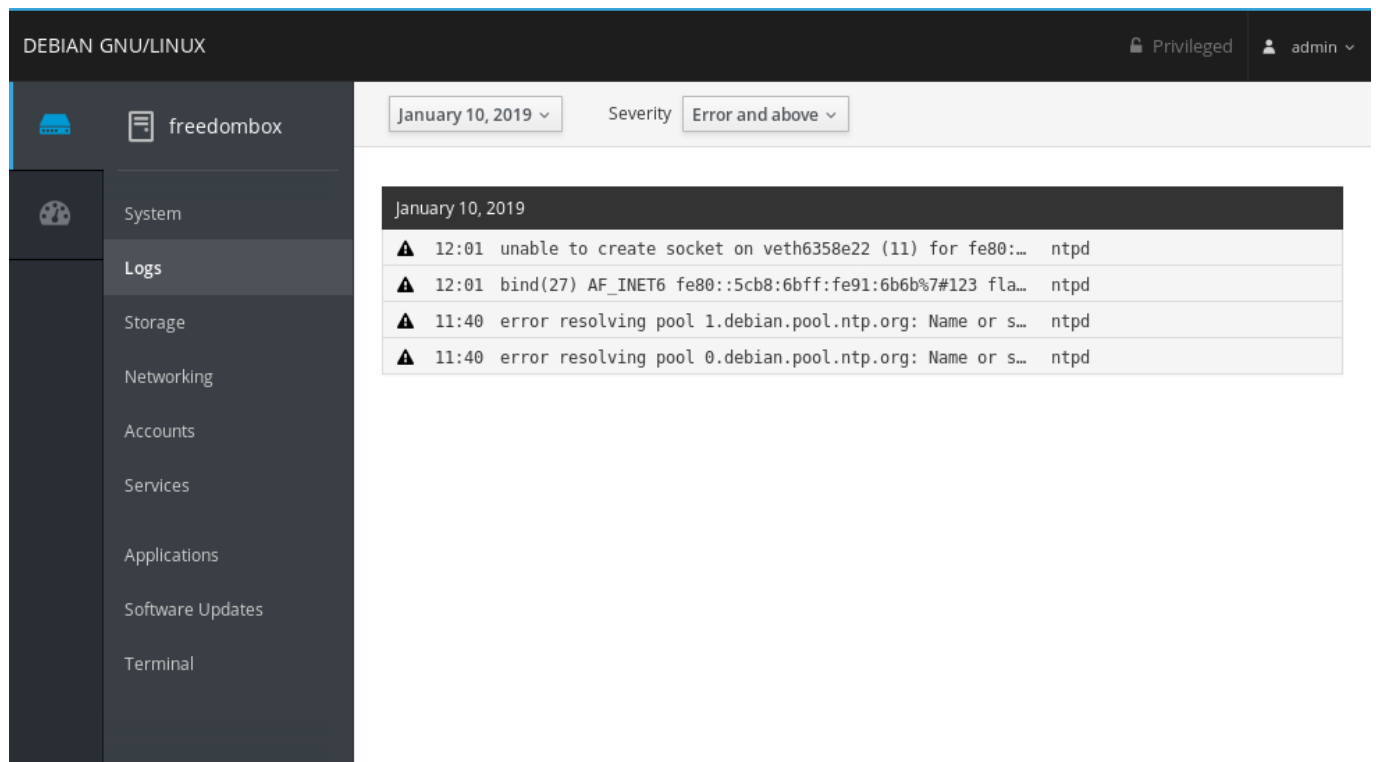 DEBIAN GNU/LINUX
Privileged
admin
freedombox
System
Logs
Storage
Networking
Accounts
Services
Applications
Software Updates
Terminal
January 10, 2019
Severity
Error and above
January 10, 2019
12:01 unable to create socket on veth6358e22 (11) for fe80:… ntpd
12:01 bind(27) AF_INET6 fe80::5cb8:6bff:fe91:6b6b%7#123 fla… ntpd
11:40 error resolving pool 1.debian.pool.ntp.org: Name or s… ntpd
11:40 error resolving pool 0.debian.pool.ntp.org: Name or s… ntpd